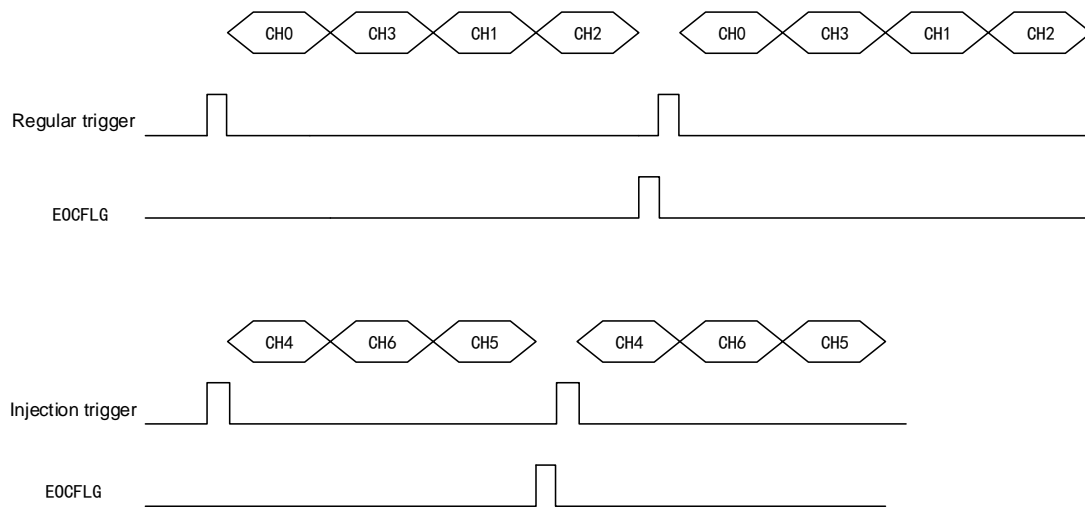 CH0 CH3 CH1 CH2 CH0 CH3 CH1 CH2
Regular trigger
EOCFLG
CH4 CH6 CH5 CH4 CH6 CH5
Injection trigger
EOCFLG